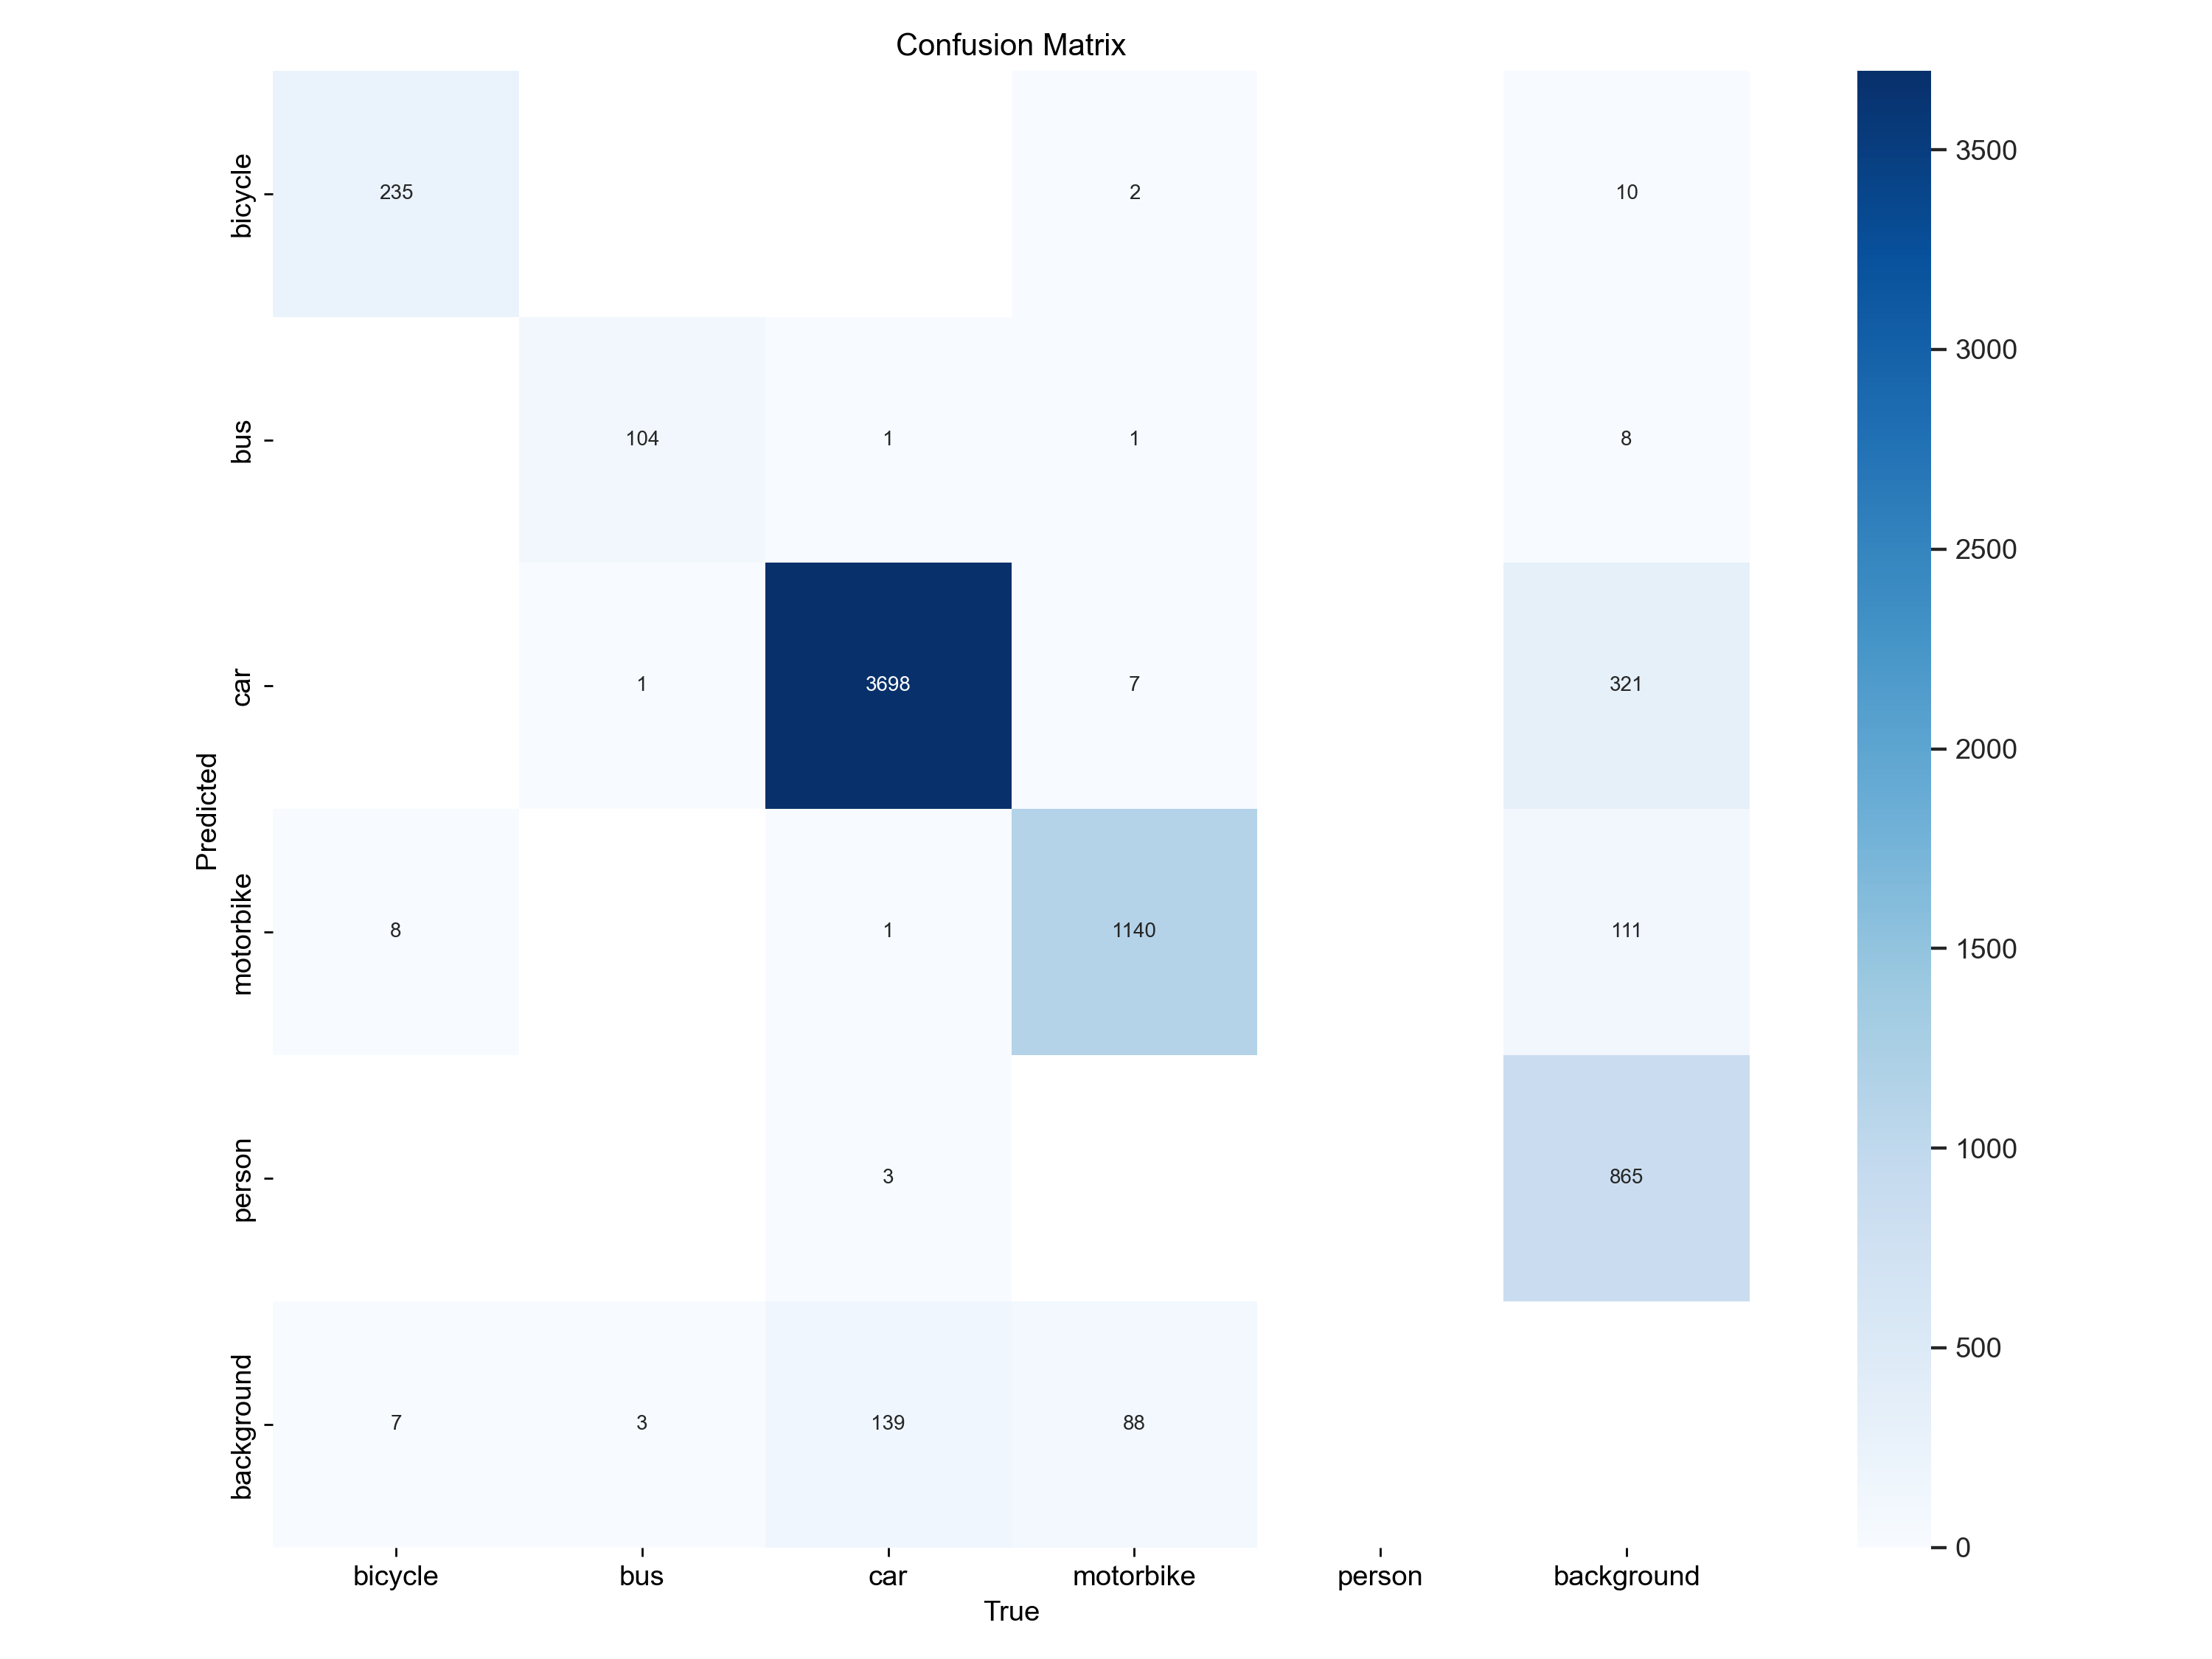 Confusion Matrix
bicycle
235
2
10
bus
104
1
1
8
car
1
3698
7
321
motorbike
8
1
1140
111
person
3
865
background
7
3
139
88
Predicted
bicycle
bus
car
motorbike
person
background
True
3500
3000
2500
2000
1500
1000
500
0